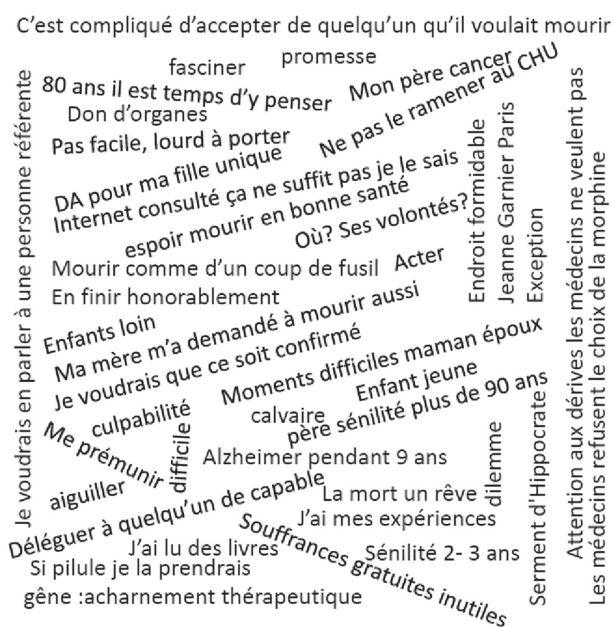 C'est compliqué d'accepter de quelqu'un qu'il voulait mourir
promesse
fasciner
80 ans il est temps d'y penser
Mon père cancer
Don d'organes
Ne pas le ramener au CHU
Pas facile, lourd à porter
DA pour ma fille unique
Internet consulté ça ne suffit pas je le sais
espoir mourir en bonne santé
Où? Ses volontés?
Mourir comme d'un coup de fusil
Acter
En finir honorablement
Endroit formidable
Jeanne Garnier Paris
Exception
Je voudrais en parler à une personne référente
Attention aux dérives les médecins ne veulent pas
Les médecins refusent le choix de la morphine
Enfants loin
Ma mère m'a demandé à mourir aussi
Je voudrais que ce soit confirmé
Moments difficiles maman époux
Enfant jeune
culpabilité
calvaire
père sénilité plus de 90 ans
Me prémunir
difficile
Alzheimer pendant 9 ans
dilemme
Serment d'Hippocrate
aiguiller
La mort un rêve
Déléguer à quelqu'un de capable
J'ai mes expériences
J'ai lu des livres
Souffrances gratuites inutiles
Sénilité 2- 3 ans
Si pilule je la prendrais
gêne :acharnement thérapeutique